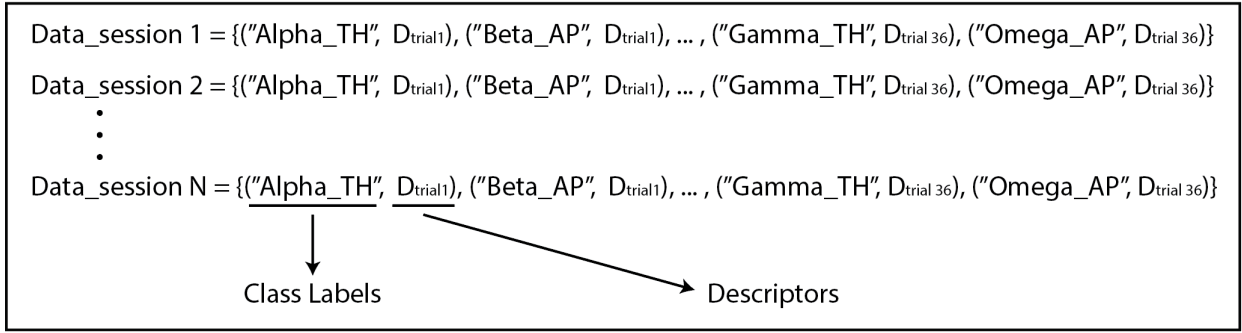 Data_session 1 = {("Alpha_TH",  Dtrial1), ("Beta_AP",  Dtrial1), ... , ("Gamma_TH", Dtrial 36), ("Omega_AP", Dtrial 36)}
Data_session 2 = {("Alpha_TH",  Dtrial1), ("Beta_AP",  Dtrial1), ... , ("Gamma_TH", Dtrial 36), ("Omega_AP", Dtrial 36)}
Data_session N = {("Alpha_TH",  Dtrial1), ("Beta_AP",  Dtrial1), ... , ("Gamma_TH", Dtrial 36), ("Omega_AP", Dtrial 36)}
Class Labels
Descriptors